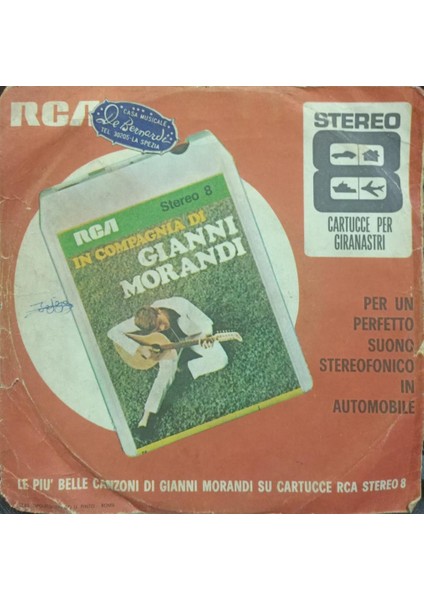 RCA
CASA MUSICALE
De Bernardi
TEL. 30205 - LA SPEZIA
STEREO
8
CARTUCCE PER
GIRANASTRI
Stereo 8
RCA
IN COMPAGNIA DI
GIANNI
MORANDI
PER UN
PERFETTO
SUONO
STEREOFONICO
IN
AUTOMOBILE
LE PIU' BELLE CANZONI DI GIANNI MORANDI SU CARTUCCE RCA STEREO 8